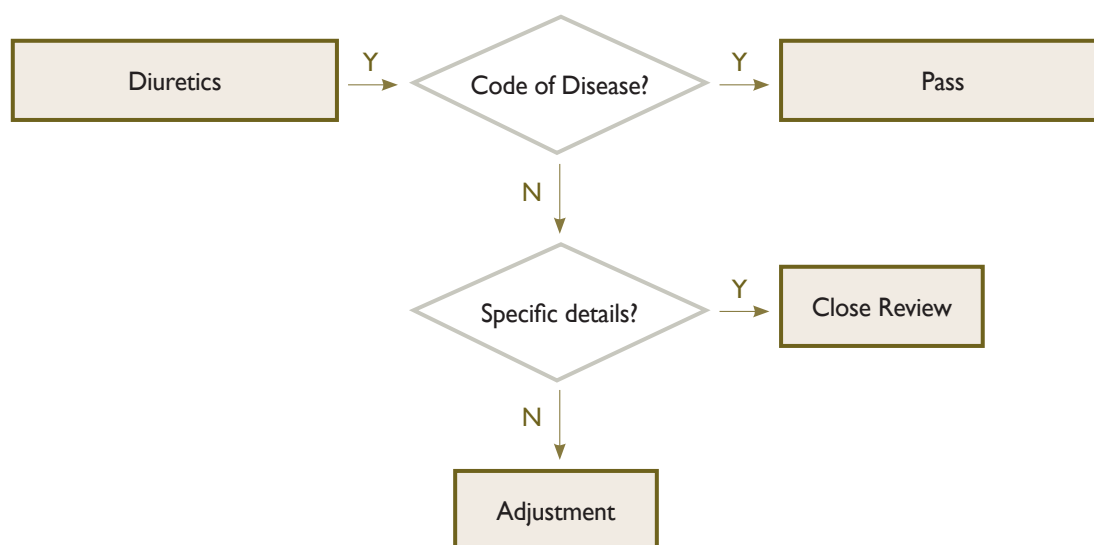 Diuretics
Y
Code of Disease?
Y
Pass
N
Specific details?
Y
Close Review
N
Adjustment